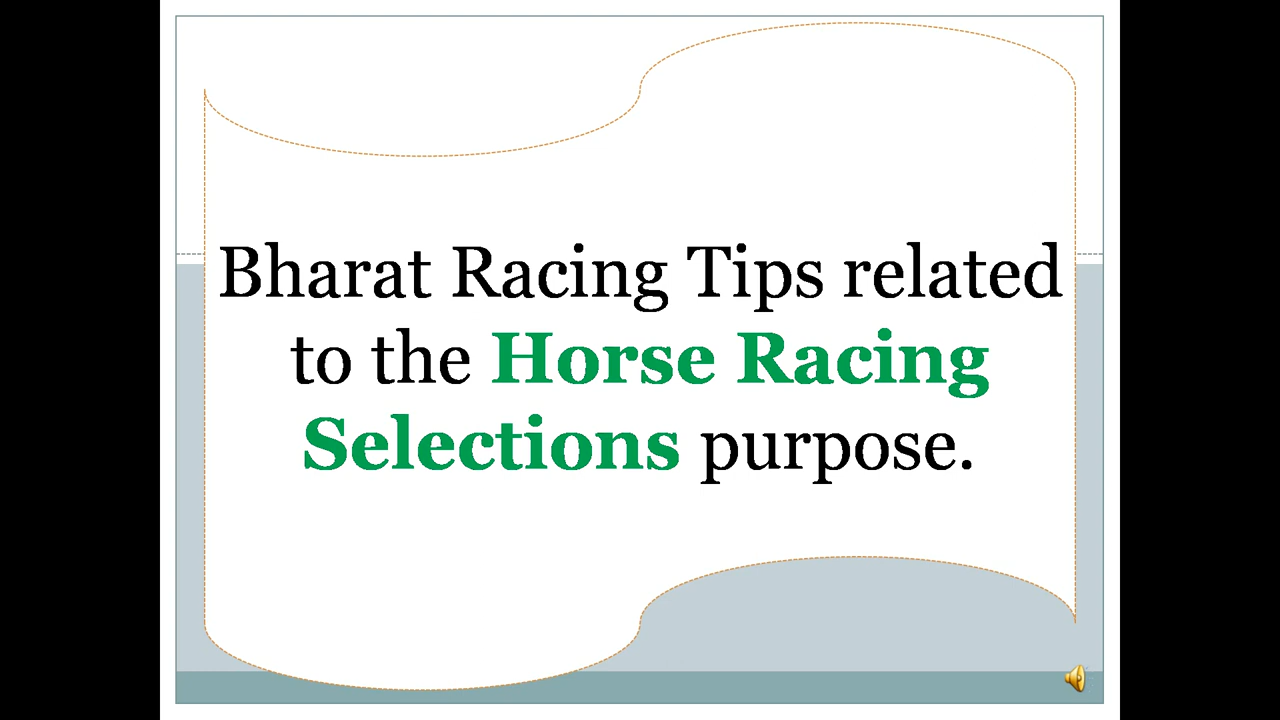 Bharat Racing Tips related
to the Horse Racing
Selections purpose.